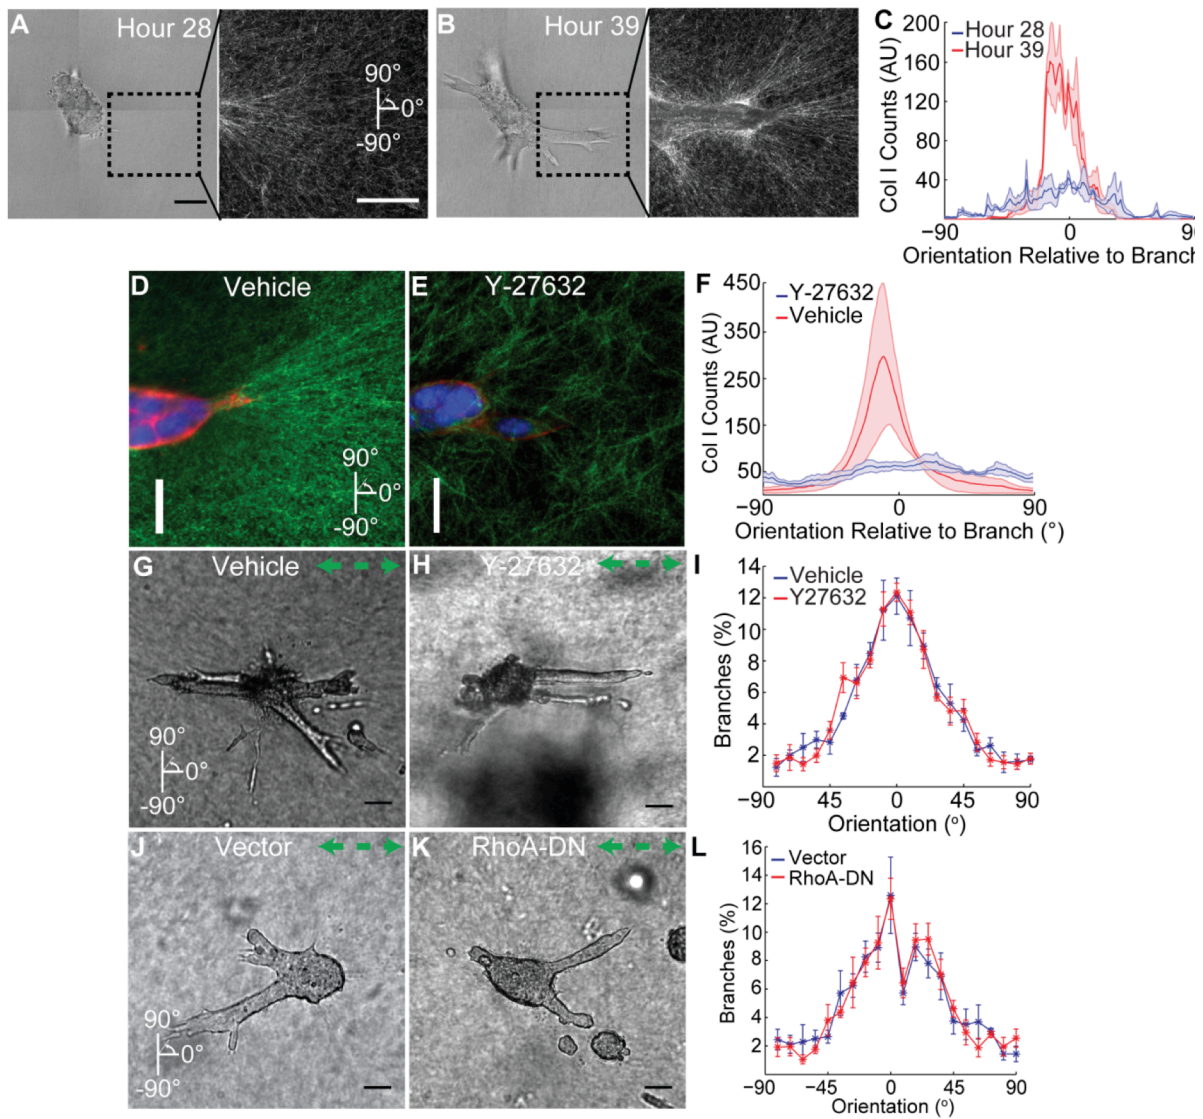 A Hour 28
90°
0°
-90°
B Hour 39
C
Hour 28
Hour 39
Col I Counts (AU)
200
160
120
80
40
−90 0 90
Orientation Relative to Branch
D Vehicle
90°
0°
-90°
E Y-27632
F
Y-27632
Vehicle
Col I Counts (AU)
450
350
250
150
50
−90 0 90
Orientation Relative to Branch (°)
G Vehicle
90°
0°
-90°
H Y-27632
I
Vehicle
Y27632
Branches (%)
14
12
10
8
6
4
2
−90 45 0 45 90
Orientation (°)
J Vector
90°
0°
-90°
K RhoA-DN
L
Vector
RhoA-DN
Branches (%)
16
14
12
10
8
6
4
2
−90 −45 0 45 90
Orientation (°)